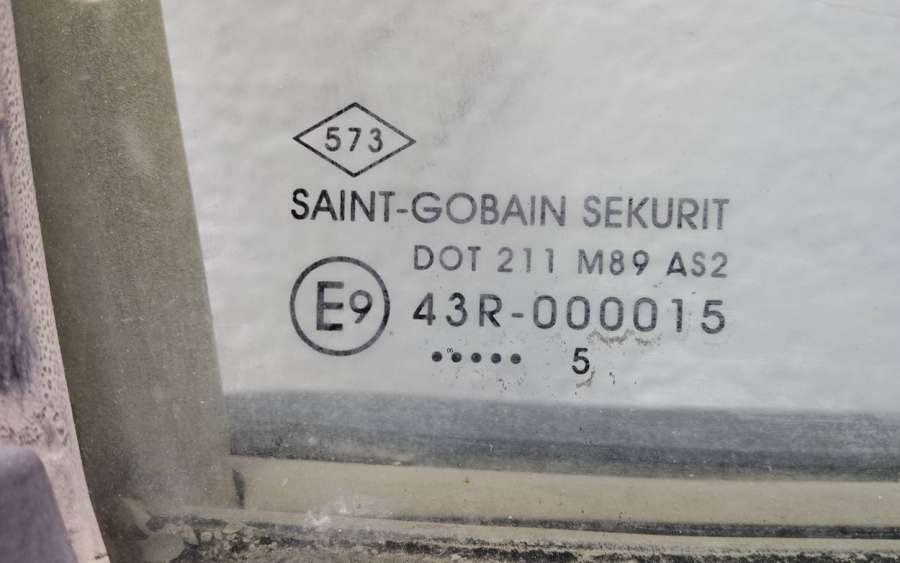 573
SAINT-GOBAIN SEKURIT
DOT 211 M89 AS2
E9 43R-000015
••••• 5